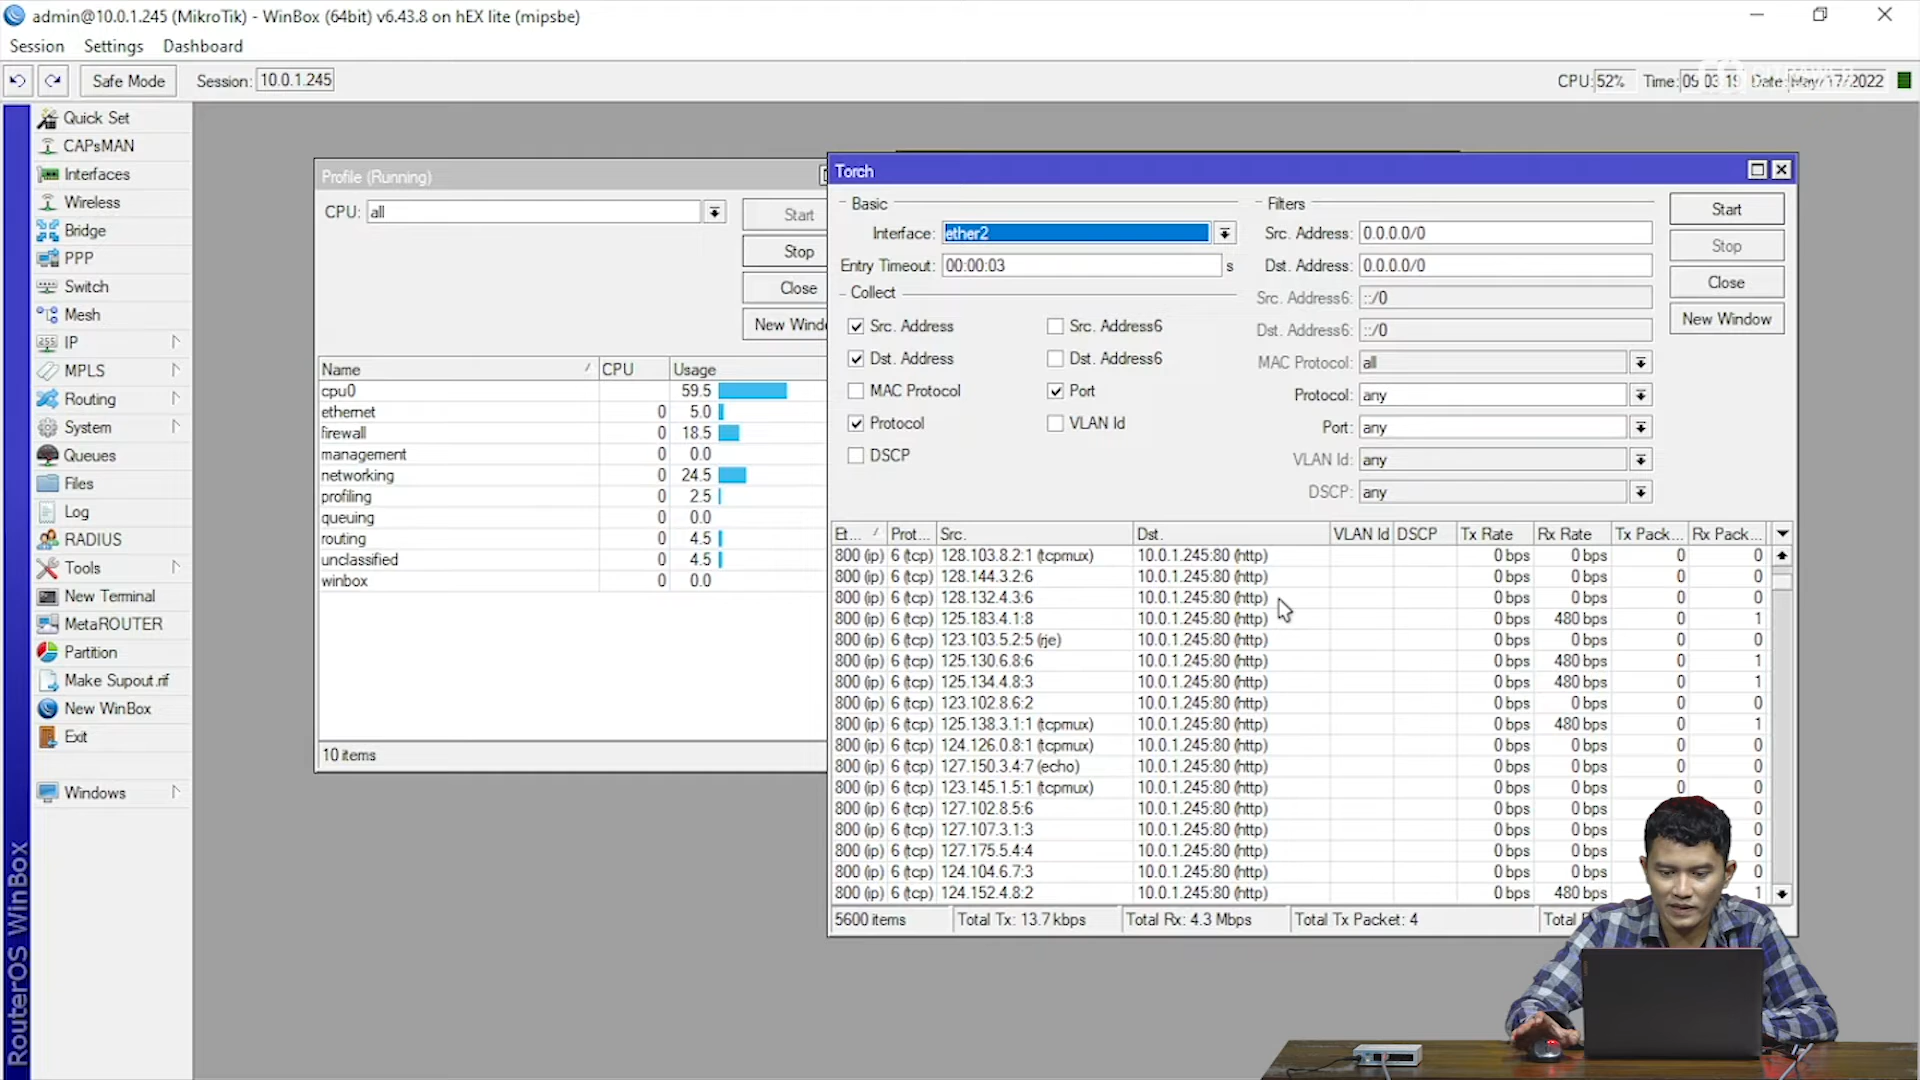 admin@10.0.1.245 (MikroTik) - WinBox (64bit) v6.43.8 on hEX lite (mipsbe)
Session Settings Dashboard
Safe Mode Session: 10.0.1.245 CPU: 52% Time: 05:03:19 Date: May/17/2022
Quick Set
CAPsMAN
Interfaces
Wireless
Bridge
PPP
Switch
Mesh
IP
MPLS
Routing
System
Queues
Files
Log
RADIUS
Tools
New Terminal
MetaROUTER
Partition
Make Supout.rif
New WinBox
Exit
Windows
RouterOS WinBox
Profile (Running)
CPU: all
Start
Stop
Close
New Windo
Name CPU Usage
cpu0 59.5
ethernet 0 5.0
firewall 0 18.5
management 0 0.0
networking 0 24.5
profiling 0 2.5
queuing 0 0.0
routing 0 4.5
unclassified 0 4.5
winbox 0 0.0
10 items
Torch
Basic
Interface: ether2
Entry Timeout: 00:00:03 s
Collect
Src. Address Src. Address6
Dst. Address Dst. Address6
MAC Protocol Port
Protocol VLAN Id
DSCP
Filters
Src. Address: 0.0.0.0/0
Dst. Address: 0.0.0.0/0
Src. Address6: ::/0
Dst. Address6: ::/0
MAC Protocol: all
Protocol: any
Port: any
VLAN Id: any
DSCP: any
Start
Stop
Close
New Window
Et... Prot... Src. Dst. VLAN Id DSCP Tx Rate Rx Rate Tx Pack... Rx Pack...
800 (ip) 6 (tcp) 128.103.8.2:1 (tcpmux) 10.0.1.245:80 (http) 0 bps 0 bps 0 0
800 (ip) 6 (tcp) 128.144.3.2:6 10.0.1.245:80 (http) 0 bps 0 bps 0 0
800 (ip) 6 (tcp) 128.132.4.3:6 10.0.1.245:80 (http) 0 bps 0 bps 0 0
800 (ip) 6 (tcp) 125.183.4.1:8 10.0.1.245:80 (http) 0 bps 480 bps 0 1
800 (ip) 6 (tcp) 123.103.5.2:5 (rje) 10.0.1.245:80 (http) 0 bps 0 bps 0 0
800 (ip) 6 (tcp) 125.130.6.8:6 10.0.1.245:80 (http) 0 bps 480 bps 0 1
800 (ip) 6 (tcp) 125.134.4.8:3 10.0.1.245:80 (http) 0 bps 480 bps 0 1
800 (ip) 6 (tcp) 123.102.8.6:2 10.0.1.245:80 (http) 0 bps 0 bps 0 0
800 (ip) 6 (tcp) 125.138.3.1:1 (tcpmux) 10.0.1.245:80 (http) 0 bps 480 bps 0 1
800 (ip) 6 (tcp) 124.126.0.8:1 (tcpmux) 10.0.1.245:80 (http) 0 bps 0 bps 0 0
800 (ip) 6 (tcp) 127.150.3.4:7 (echo) 10.0.1.245:80 (http) 0 bps 0 bps 0 0
800 (ip) 6 (tcp) 123.145.1.5:1 (tcpmux) 10.0.1.245:80 (http) 0 bps 0 bps 0 0
800 (ip) 6 (tcp) 127.102.8.5:6 10.0.1.245:80 (http) 0 bps 0 bps 0
800 (ip) 6 (tcp) 127.107.3.1:3 10.0.1.245:80 (http) 0 bps 0 bps 0
800 (ip) 6 (tcp) 127.175.5.4:4 10.0.1.245:80 (http) 0 bps 0 bps 0
800 (ip) 6 (tcp) 124.104.6.7:3 10.0.1.245:80 (http) 0 bps 0 bps 0
800 (ip) 6 (tcp) 124.152.4.8:2 10.0.1.245:80 (http) 0 bps 480 bps 1
5600 items Total Tx: 13.7 kbps Total Rx: 4.3 Mbps Total Tx Packet: 4 Total